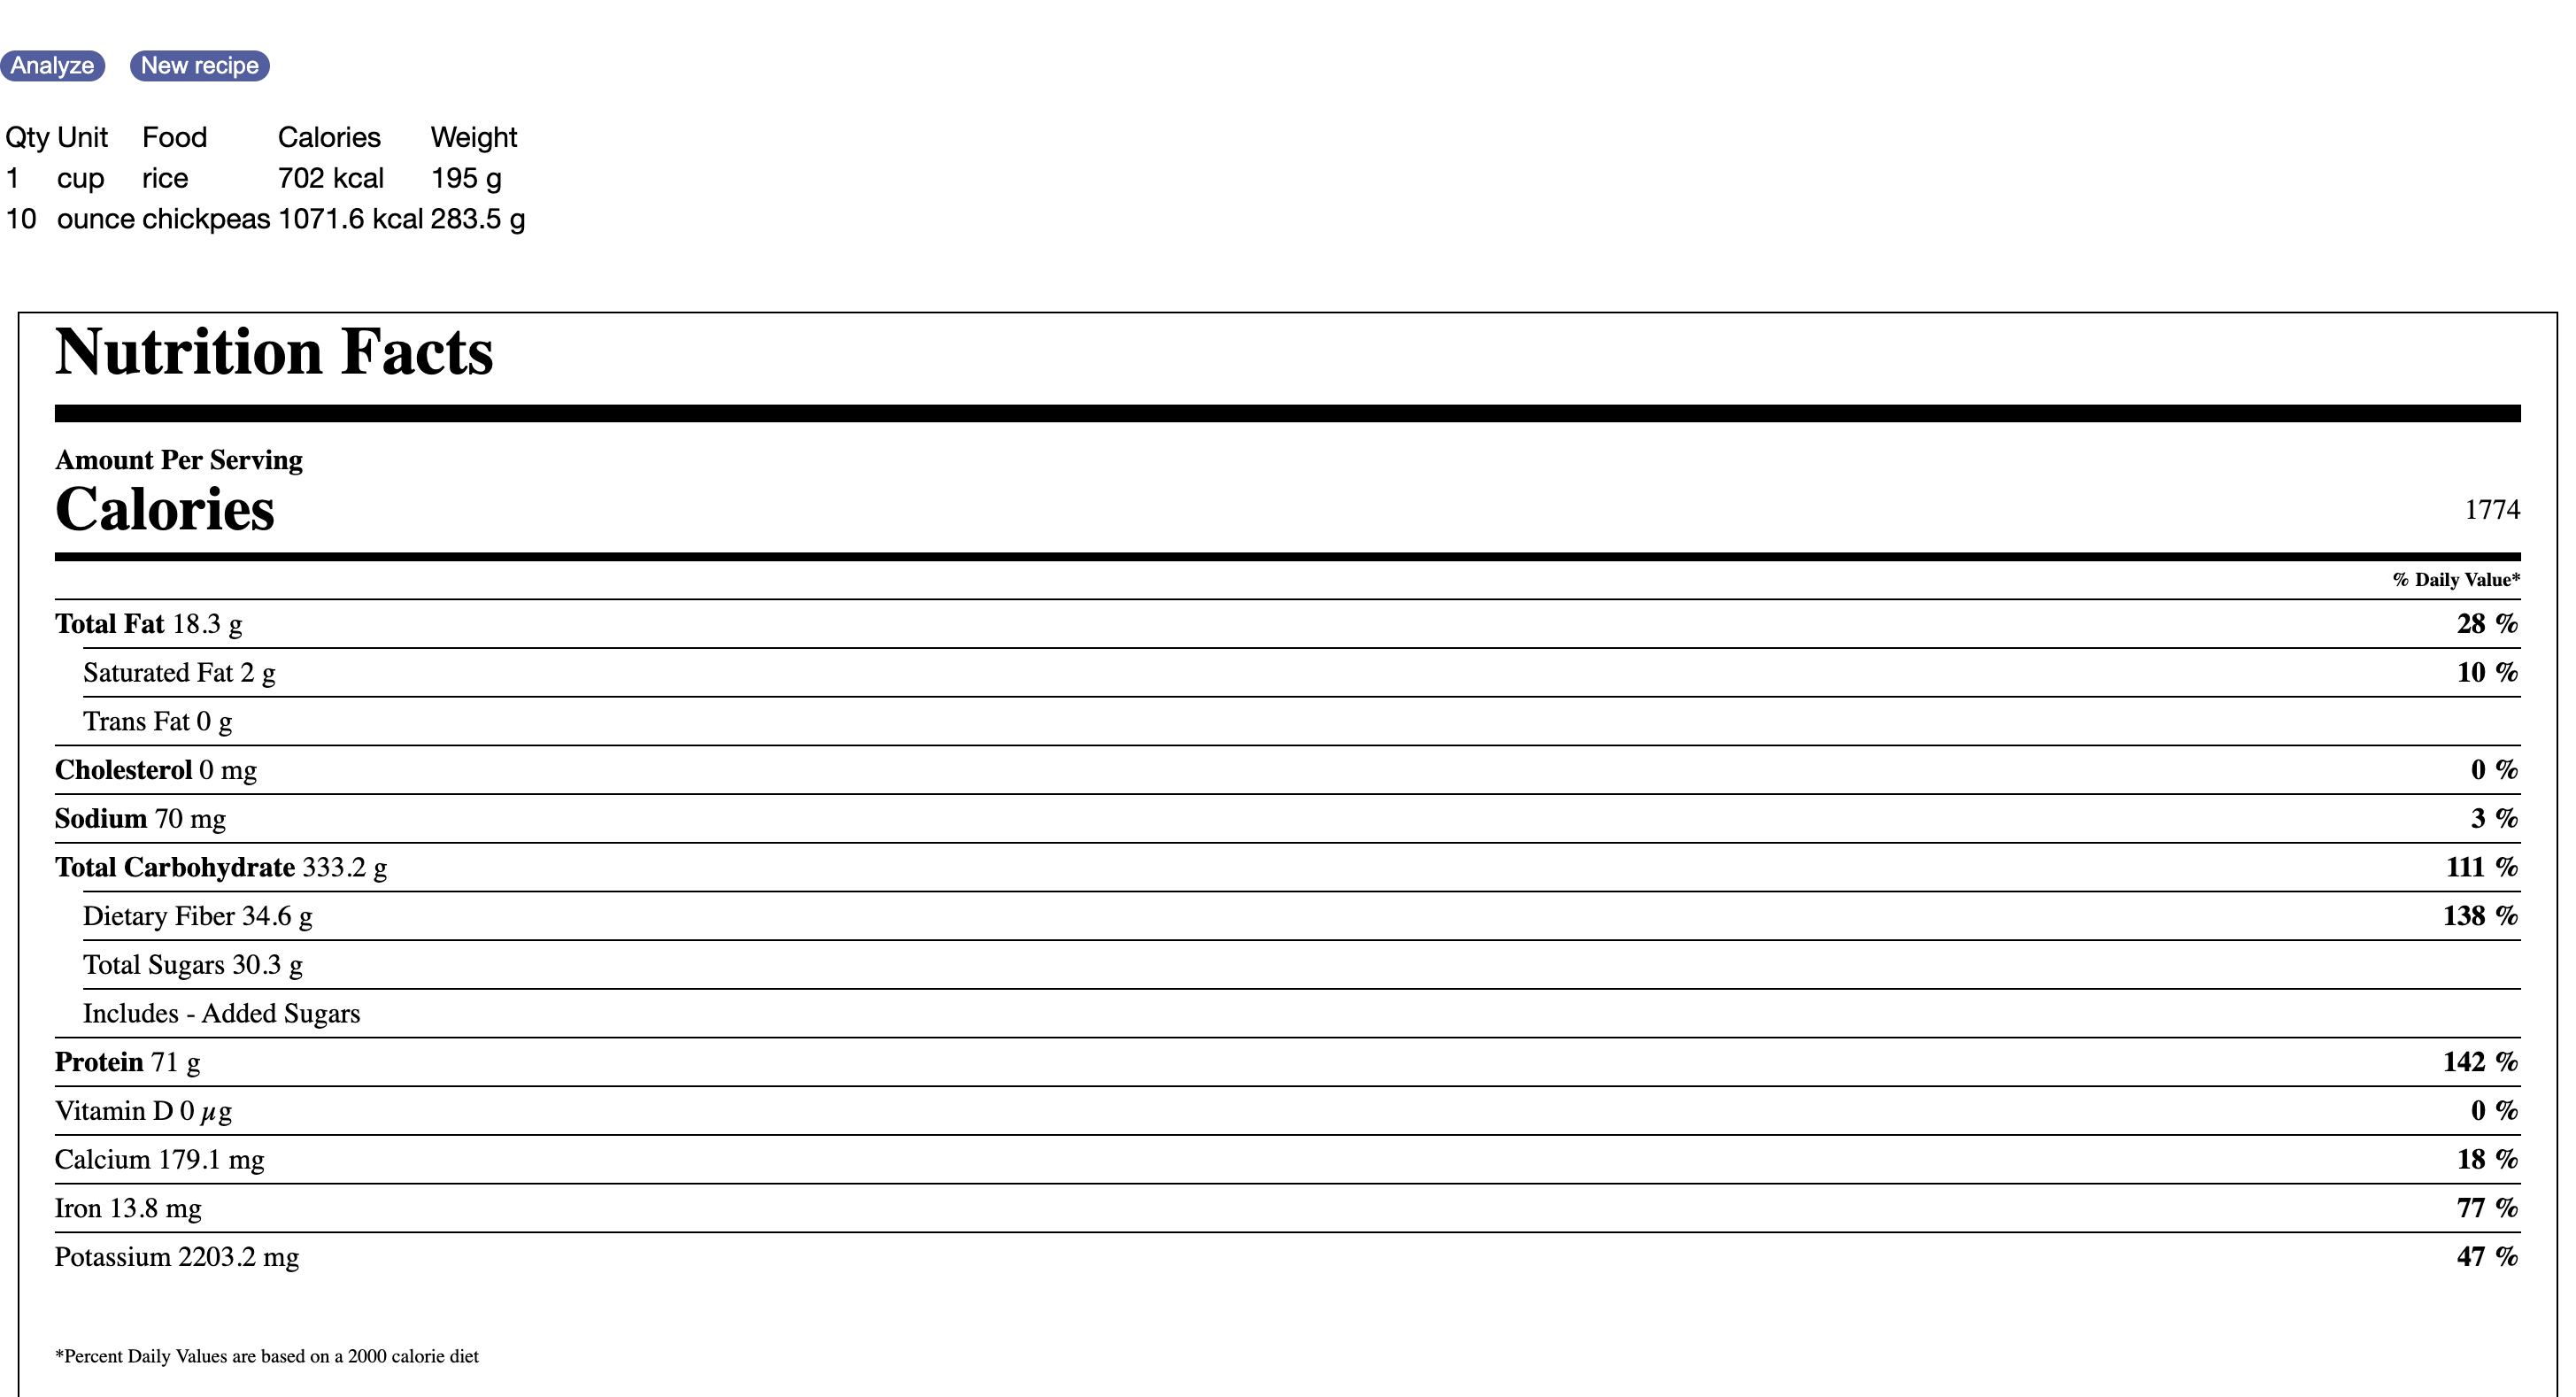 Analyze New recipe
Qty Unit Food Calories Weight
1 cup rice 702 kcal 195 g
10 ounce chickpeas 1071.6 kcal 283.5 g
Nutrition Facts
Amount Per Serving
Calories 1774
% Daily Value*
Total Fat 18.3 g 28 %
Saturated Fat 2 g 10 %
Trans Fat 0 g
Cholesterol 0 mg 0 %
Sodium 70 mg 3 %
Total Carbohydrate 333.2 g 111 %
Dietary Fiber 34.6 g 138 %
Total Sugars 30.3 g
Includes - Added Sugars
Protein 71 g 142 %
Vitamin D 0 µg 0 %
Calcium 179.1 mg 18 %
Iron 13.8 mg 77 %
Potassium 2203.2 mg 47 %
*Percent Daily Values are based on a 2000 calorie diet